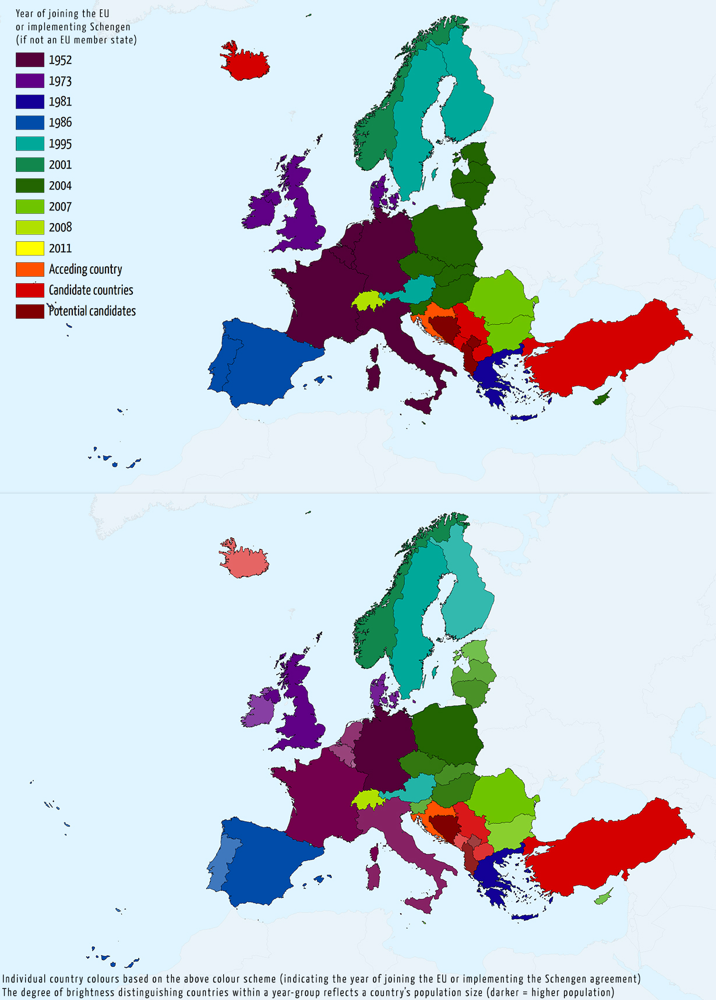 Year of joining the EU
or implementing Schengen
(if not an EU member state)
1952
1973
1981
1986
1995
2001
2004
2007
2008
2011
Acceding country
Candidate countries
Potential candidates
Individual country colours based on the above colour scheme (indicating the year of joining the EU or implementing the Schengen agreement)
The degree of brightness distinguishing countries within a year-group reflects a country's population size (darker = higher population)